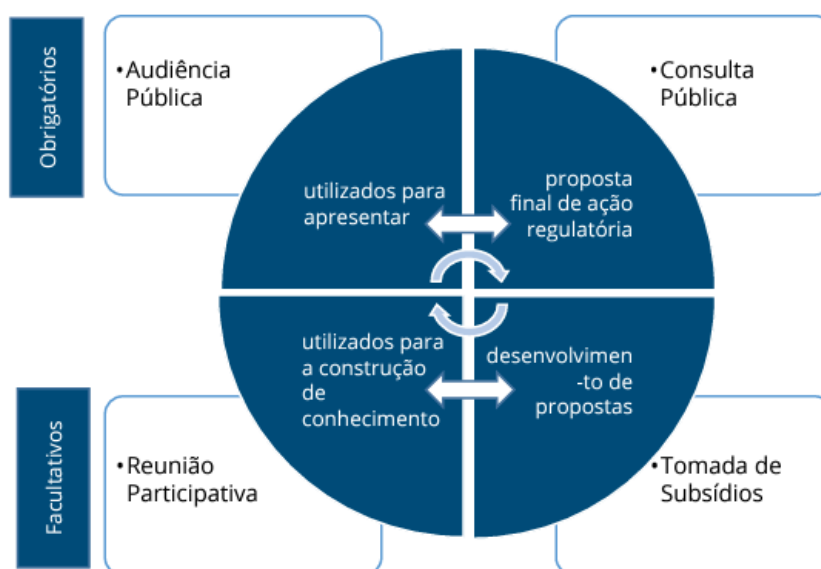 Obrigatórios
•Audiência
Pública
•Consulta
Pública
utilizados para
apresentar
proposta
final de ação
regulatória
utilizados para
a construção
de
conhecimento
desenvolvimen
-to de
propostas
Facultativos
•Reunião
Participativa
•Tomada de
Subsídios